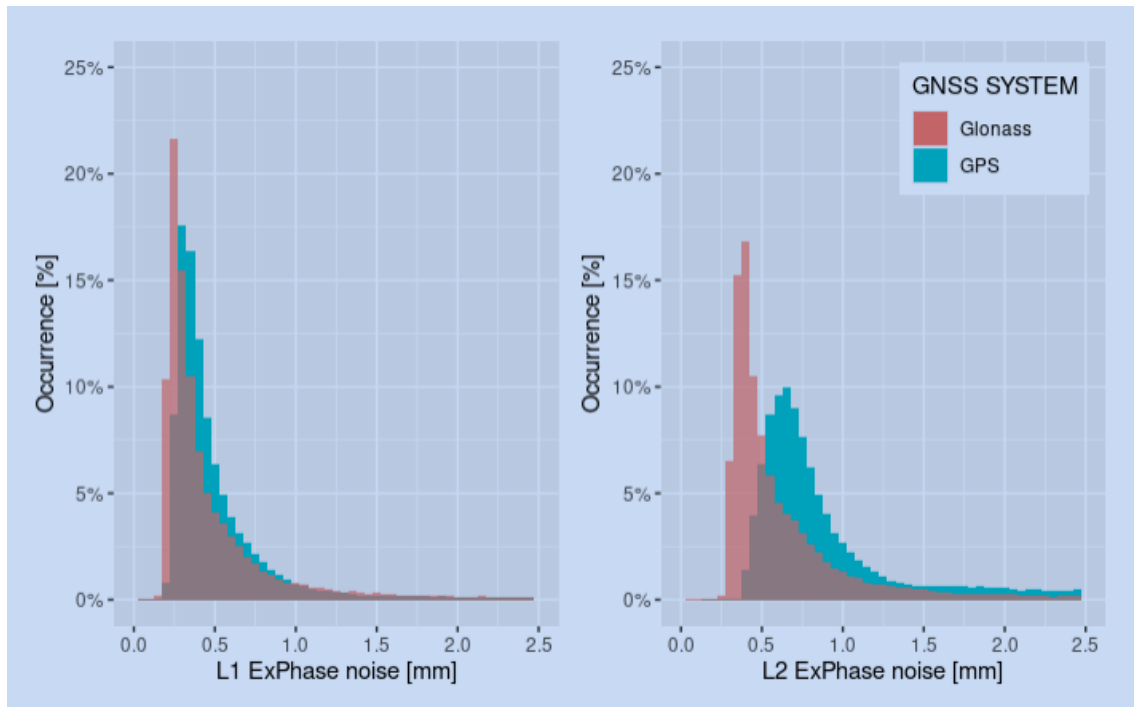 25%
20%
15%
10%
5%
0%
Occurrence [%]
0.0 0.5 1.0 1.5 2.0 2.5
L1 ExPhase noise [mm]
25%
20%
15%
10%
5%
0%
Occurrence [%]
0.0 0.5 1.0 1.5 2.0 2.5
L2 ExPhase noise [mm]
GNSS SYSTEM
Glonass
GPS